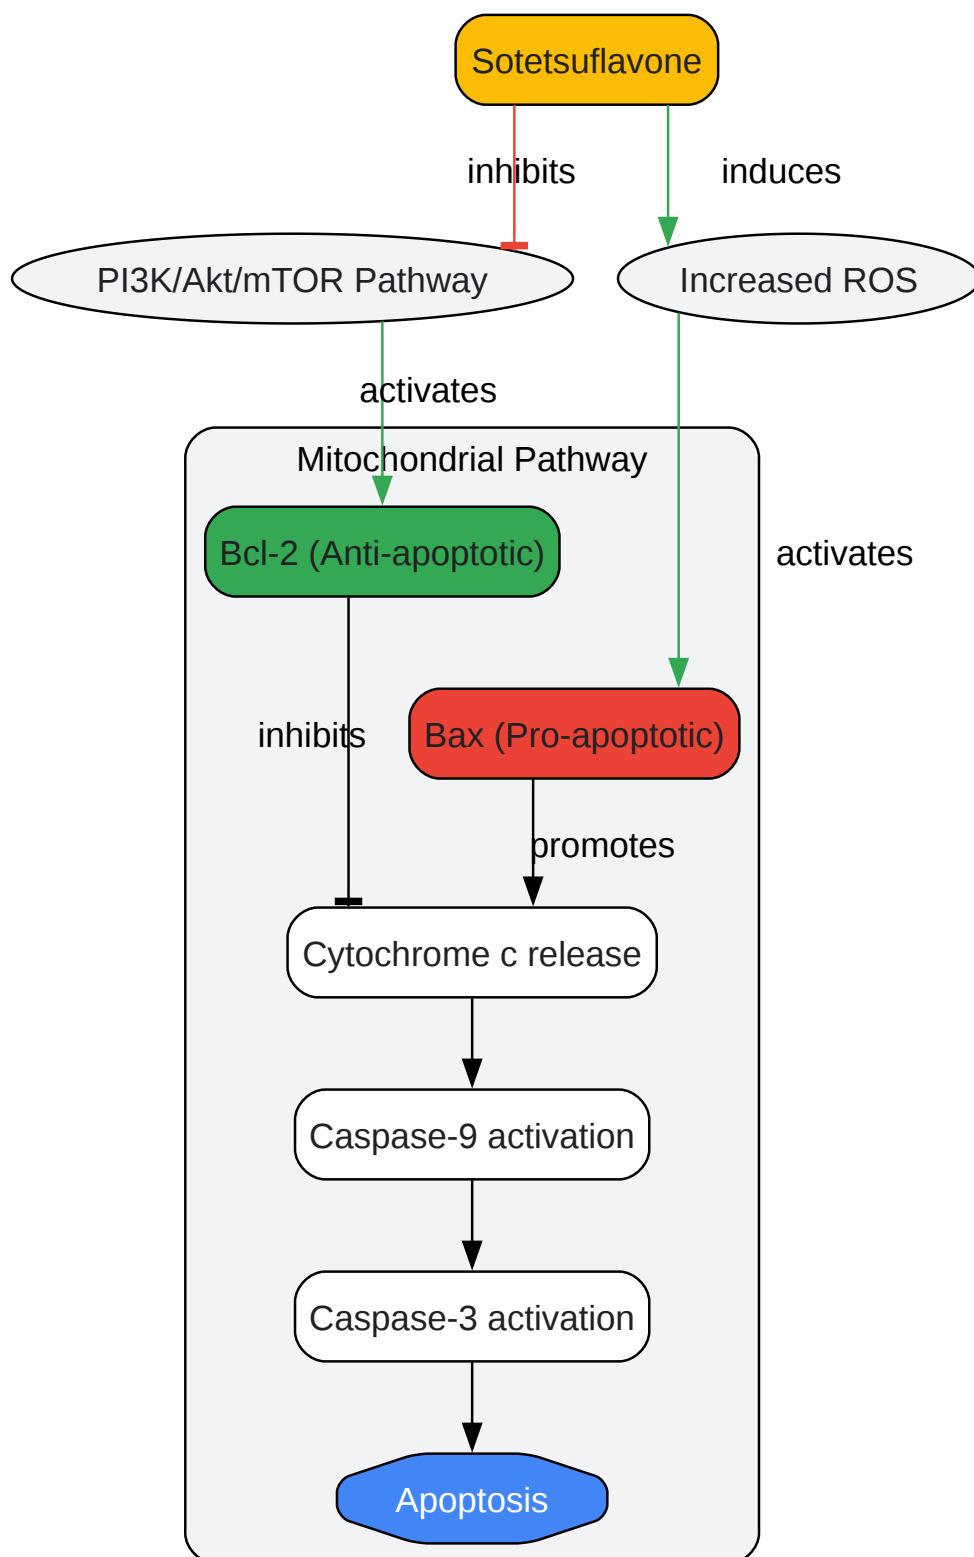 Sotetsuflavone
inhibits
induces
PI3K/Akt/mTOR Pathway
Increased ROS
activates
Mitochondrial Pathway
Bcl-2 (Anti-apoptotic)
activates
inhibits
Bax (Pro-apoptotic)
promotes
Cytochrome c release
Caspase-9 activation
Caspase-3 activation
Apoptosis